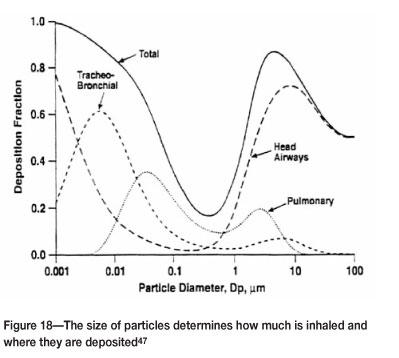 1.0
0.8
0.6
0.4
0.2
0.0
Deposition Fraction
Total
Tracheo-
Bronchial
Head
Airways
Pulmonary
0.001
0.01
0.1
1
10
100
Particle Diameter, Dp, μm
Figure 18—The size of particles determines how much is inhaled and
where they are deposited47